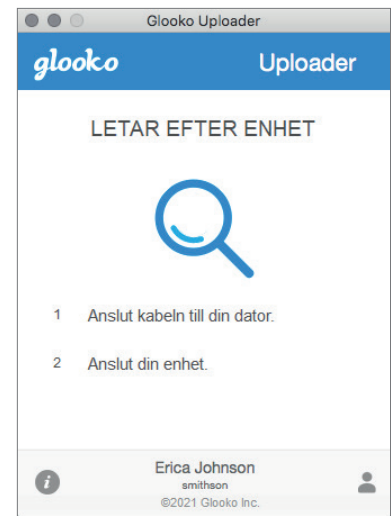 Glooko Uploader
glooko Uploader
LETAR EFTER ENHET
1 Anslut kabeln till din dator.
2 Anslut din enhet.
i
Erica Johnson
smithson
©2021 Glooko Inc.